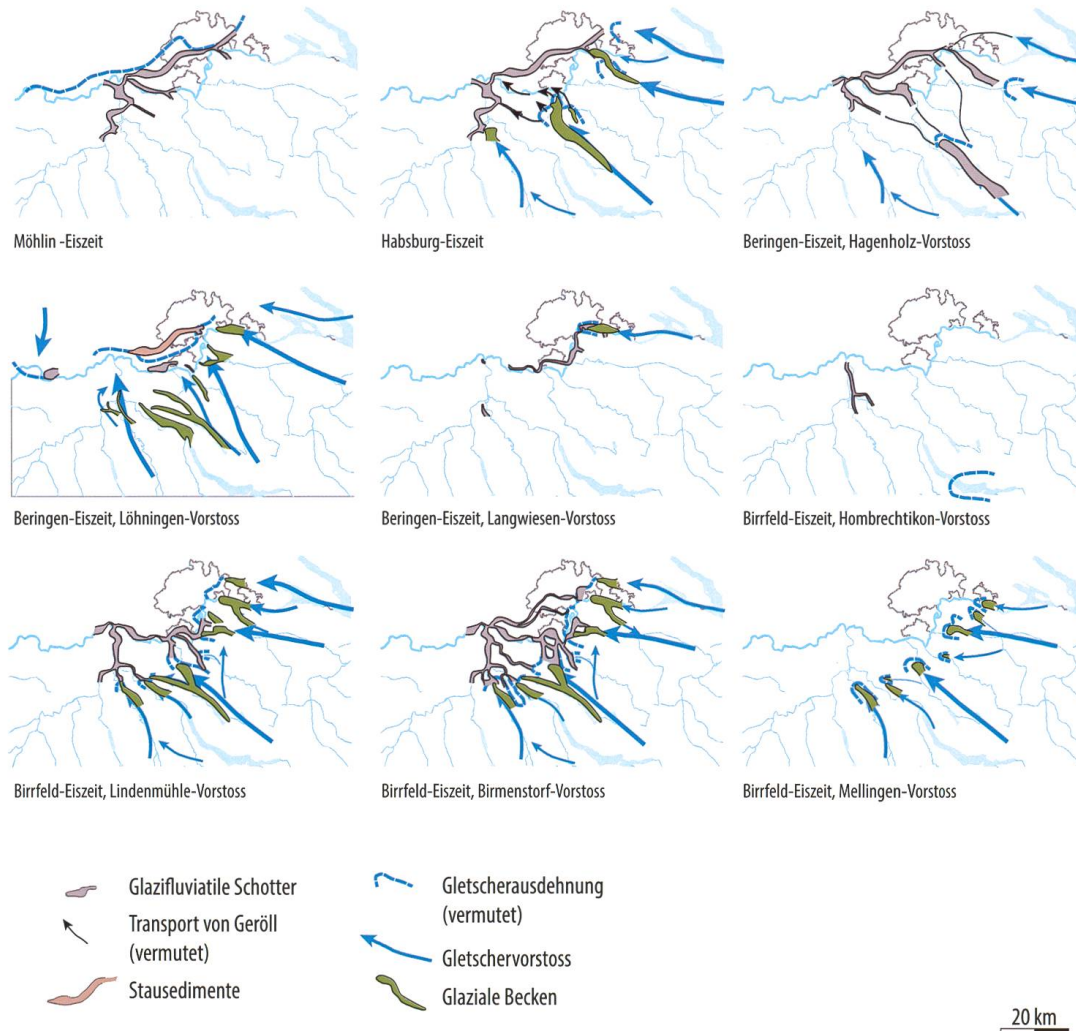 Möhlin -Eiszeit
Habsburg-Eiszeit
Beringen-Eiszeit, Hagenholz-Vorstoss
Beringen-Eiszeit, Löhningen-Vorstoss
Beringen-Eiszeit, Langwiesen-Vorstoss
Birrfeld-Eiszeit, Hombrechtikon-Vorstoss
Birrfeld-Eiszeit, Lindenmühle-Vorstoss
Birrfeld-Eiszeit, Birmenstorf-Vorstoss
Birrfeld-Eiszeit, Mellingen-Vorstoss
Glazifluviatile Schotter
Transport von Geröll
(vermutet)
Stausedimente
Gletscherausdehnung
(vermutet)
Gletschervorstoss
Glaziale Becken
20 km